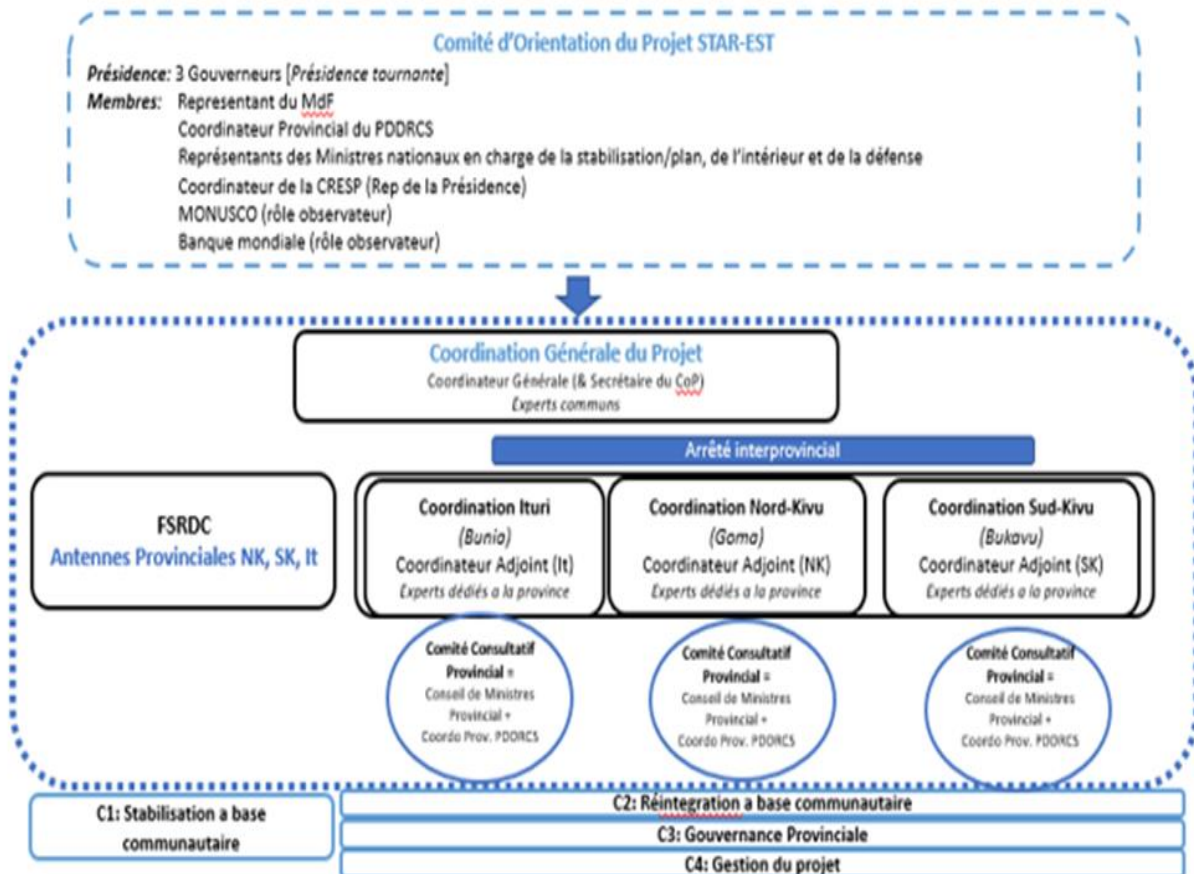 Comité d'Orientation du Projet STAR-EST
Présidence: 3 Gouverneurs [Présidence tournante]
Membres: Representant du MdF
Coordinateur Provincial du PDDRCS
Représentants des Ministres nationaux en charge de la stabilisation/plan, de l'intérieur et de la défense
Coordinateur de la CRESP (Rep de la Présidence)
MONUSCO (rôle observateur)
Banque mondiale (rôle observateur)
Coordination Générale du Projet
Coordinateur Générale (& Secrétaire du CoP)
Experts communs
Arrêté interprovincial
FSRDC
Antennes Provinciales NK, SK, It
Coordination Ituri
(Bunia)
Coordinateur Adjoint (It)
Experts dédiés a la province
Coordination Nord-Kivu
(Goma)
Coordinateur Adjoint (NK)
Experts dédiés a la province
Coordination Sud-Kivu
(Bukavu)
Coordinateur Adjoint (SK)
Experts dédiés a la province
Comité Consultatif
Provincial =
Conseil de Ministres
Provincial +
Coordo Prov. PDDRCS
Comité Consultatif
Provincial =
Conseil de Ministres
Provincial +
Coordo Prov. PDDRCS
Comité Consultatif
Provincial =
Conseil de Ministres
Provincial +
Coordo Prov. PDDRCS
C1: Stabilisation a base
communautaire
C2: Réintegration a base communautaire
C3: Gouvernance Provinciale
C4: Gestion du projet